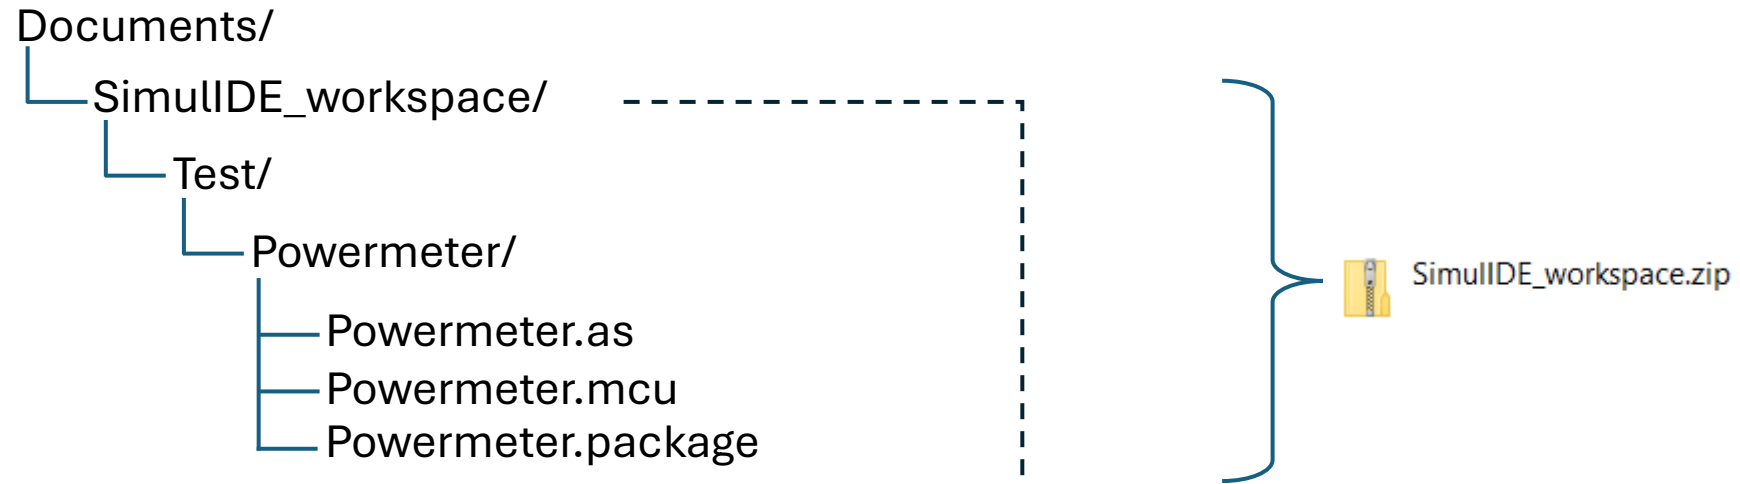 Documents/
SimulIDE_workspace/
Test/
Powermeter/
SimulIDE_workspace.zip
Powermeter.as
Powermeter.mcu
Powermeter.package